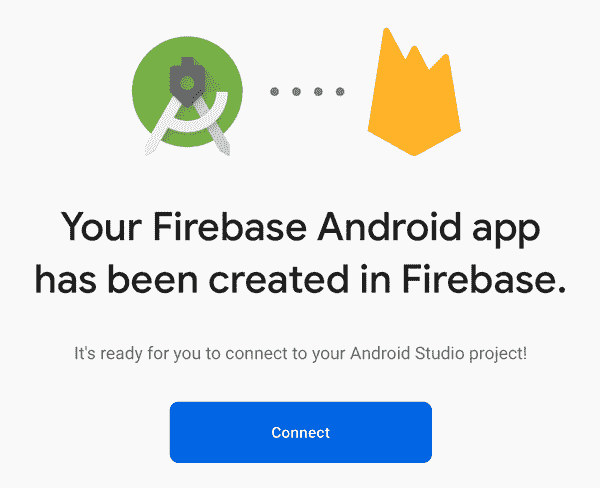 Your Firebase Android app
has been created in Firebase.
It's ready for you to connect to your Android Studio project!
Connect